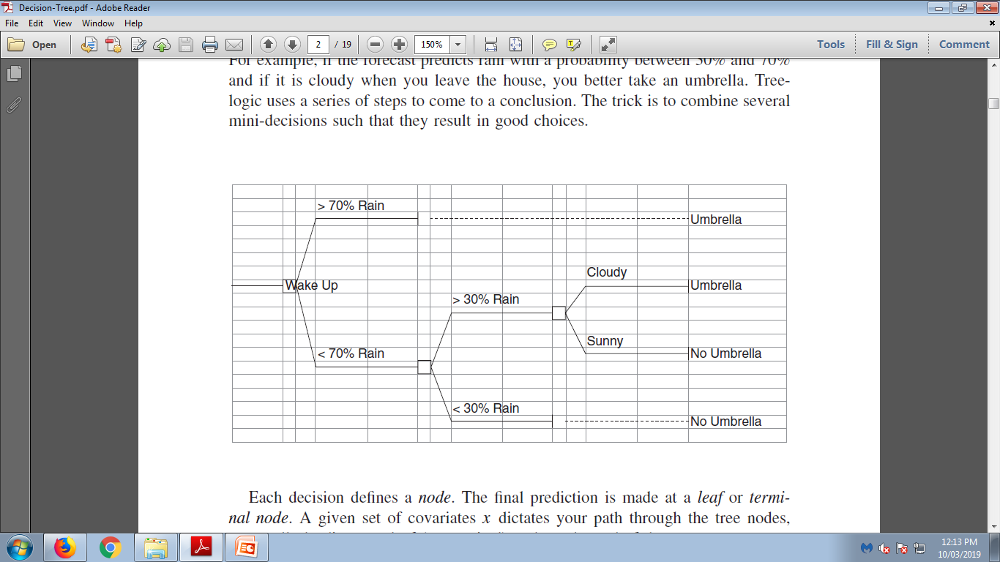 Decision-Tree.pdf - Adobe Reader
File Edit View Window Help
Open 2 / 19 150% Tools Fill & Sign Comment
For example, if the forecast predicts rain with a probability between 30% and 70%
and if it is cloudy when you leave the house, you better take an umbrella. Tree-
logic uses a series of steps to come to a conclusion. The trick is to combine several
mini-decisions such that they result in good choices.
> 70% Rain
Umbrella
Cloudy
Wake Up
Umbrella
> 30% Rain
Sunny
< 70% Rain
No Umbrella
< 30% Rain
No Umbrella
Each decision defines a node. The final prediction is made at a leaf or termi-
nal node. A given set of covariates x dictates your path through the tree nodes,
12:13 PM
10/03/2019